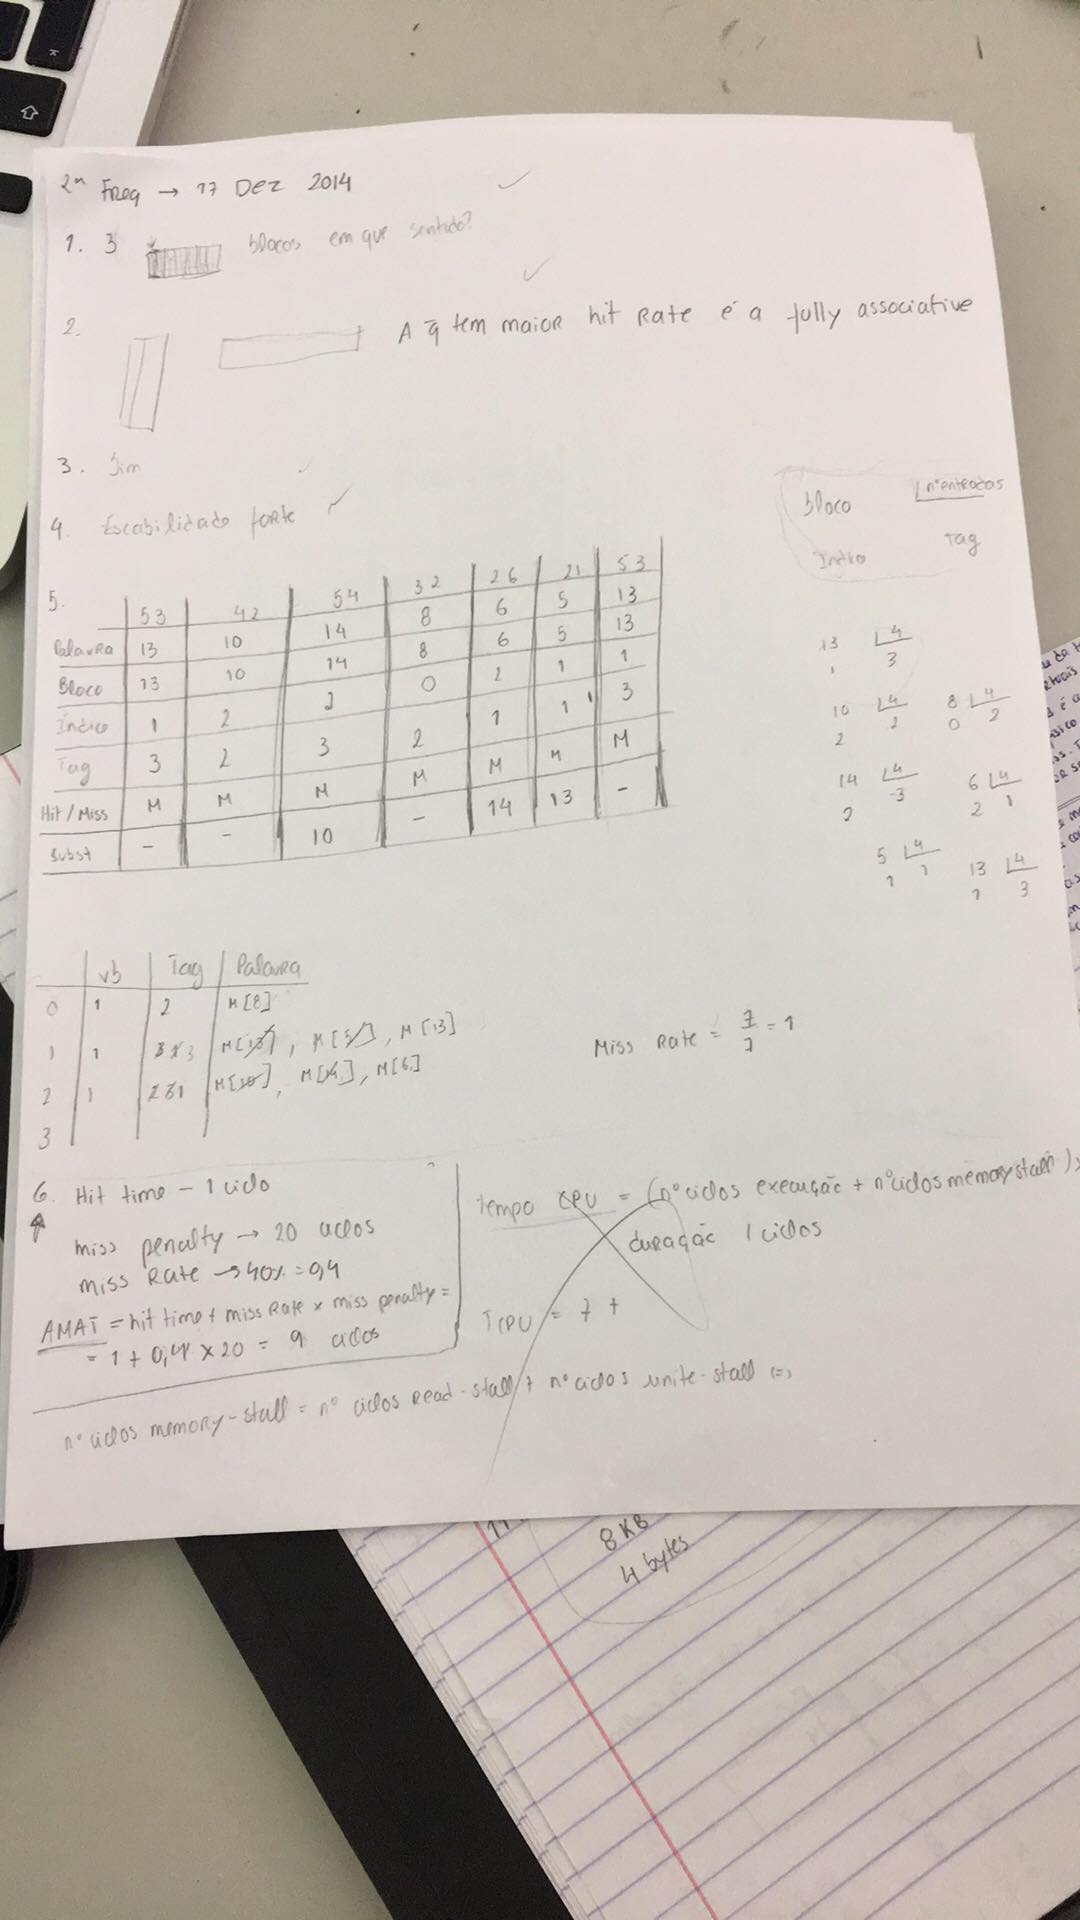 2ª Freq → 17 Dez 2014
1. 3 blocos em que sentido?
2. A q̄ tem maior hit Rate é a fully associative
3. Sim
4. Escabilidade forte
bloco | nº entradas
Índice Tag
5. 53 42 54 32 26 21 53
Palavra 13 10 14 8 6 5 13
Bloco 13 10 14 8 6 5 13
Índice 1 2 2 0 2 1 1
Tag 3 2 3 2 1 1 3
Hit/Miss M M M M M M M
Subst - - 10 - 14 13 -
13 |4
1 3
10 |4 8 |4
2 2 0 2
14 |4 6 |4
2 3 2 1
5 |4 13 |4
1 1 1 3
vb Tag Palavra
0 1 2 M[8]
1 1 3 1 3 M[13], M[5], M[13]
2 1 2 3 1 M[10], M[14], M[6]
3
Miss Rate = 7/7 = 1
6. Hit time - 1 ciclo
miss penalty → 20 ciclos
miss Rate → 40% = 0,4
AMAT = hit time + miss Rate x miss penalty =
= 1 + 0,4 x 20 = 9 ciclos
tempo CPU = (nº ciclos execução + nº ciclos memory stall) x
duração 1 ciclos
TCPU = 7 +
nº ciclos memory-stall = nº ciclos Read-stall + nº ciclos write-stall (=)
8 KB
4 bytes